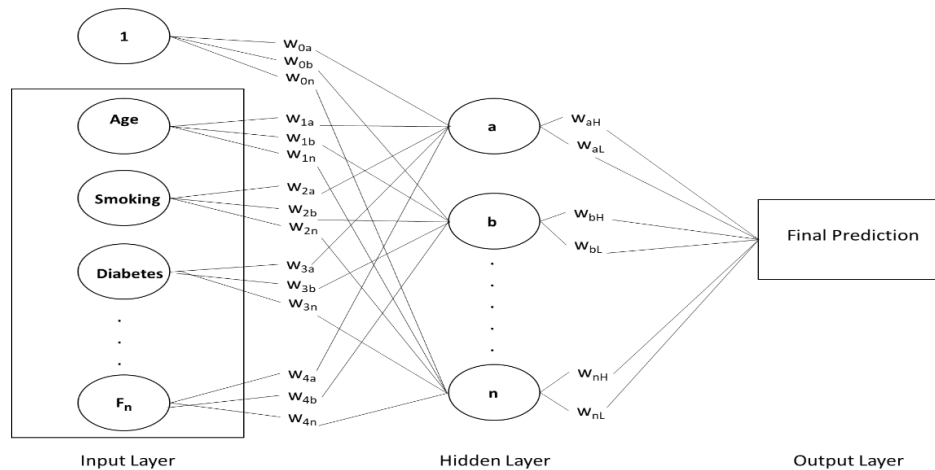 1
W0a
W0b
W0n
Age
W1a
W1b
W1n
Smoking
W2a
W2b
W2n
Diabetes
W3a
W3b
W3n
Fn
W4a
W4b
W4n
a
b
n
WaH
WaL
WbH
WbL
WnH
WnL
Final Prediction
Input Layer
Hidden Layer
Output Layer